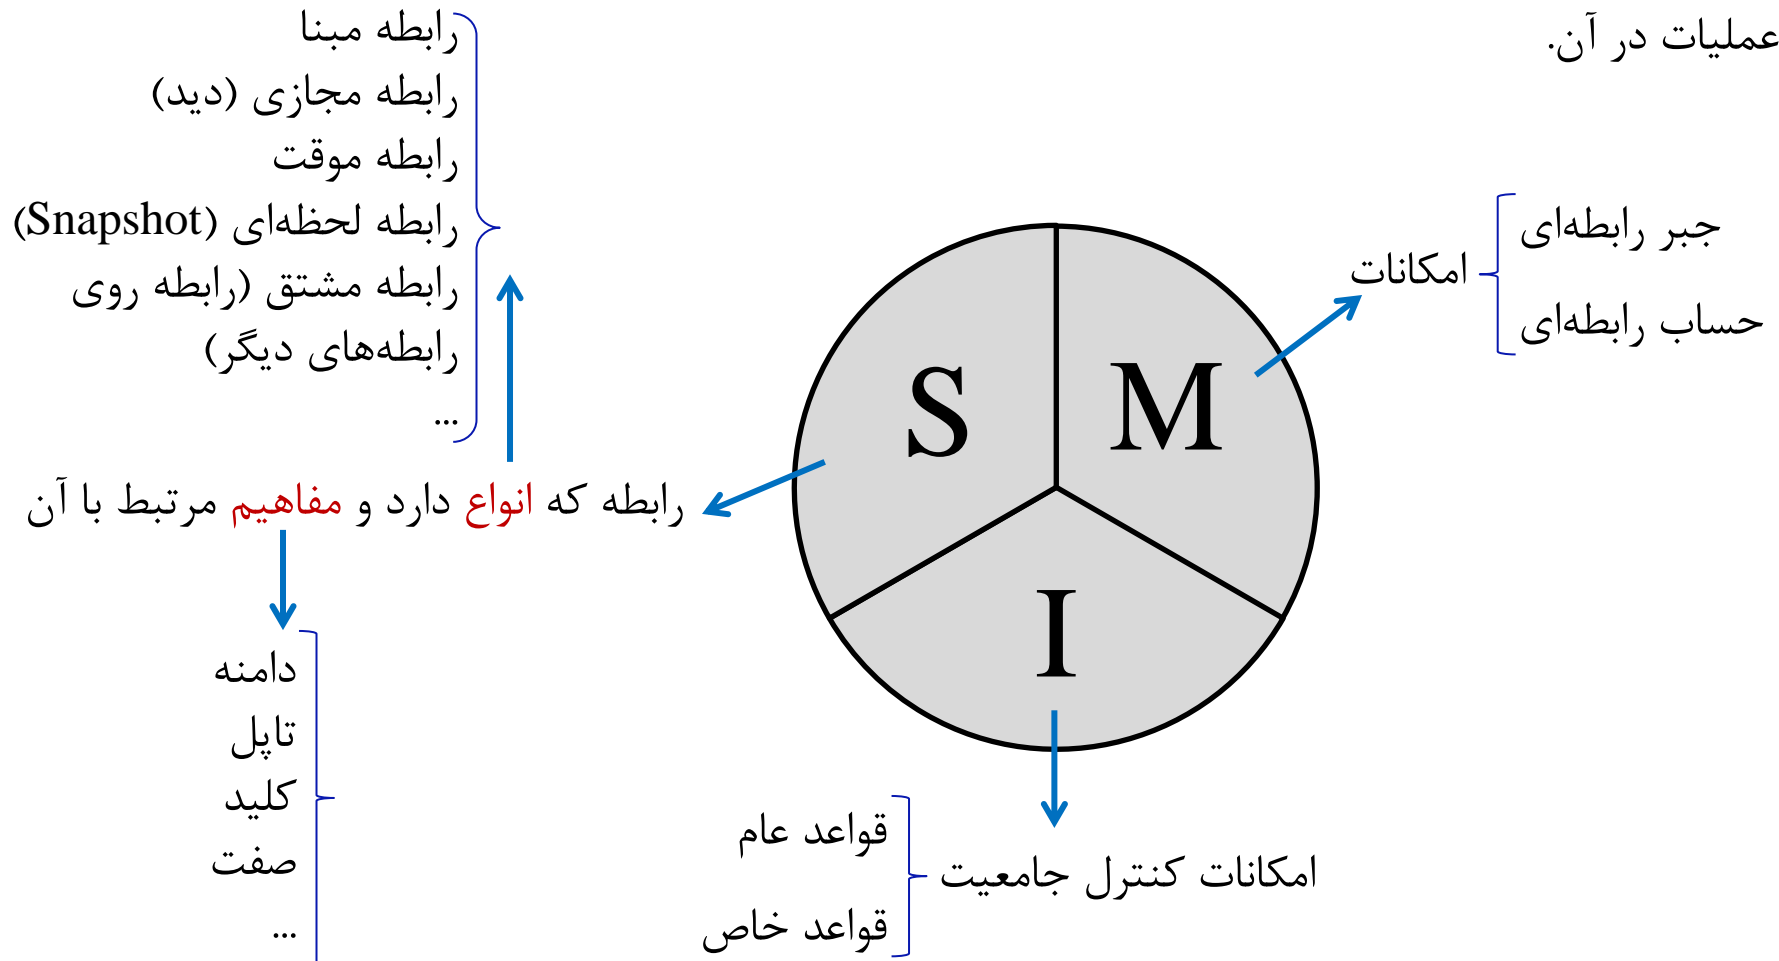 عملیات در آن.
رابطه مبنا
رابطه مجازی (دید)
رابطه موقت
رابطه لحظه‌ای (Snapshot)
رابطه مشتق (رابطه روی
رابطه‌های دیگر)
...
جبر رابطه‌ای
امکانات
حساب رابطه‌ای
S
M
I
رابطه که انواع دارد و مفاهیم مرتبط با آن
دامنه
تاپل
کلید
صفت
...
قواعد عام
امکانات کنترل جامعیت
قواعد خاص